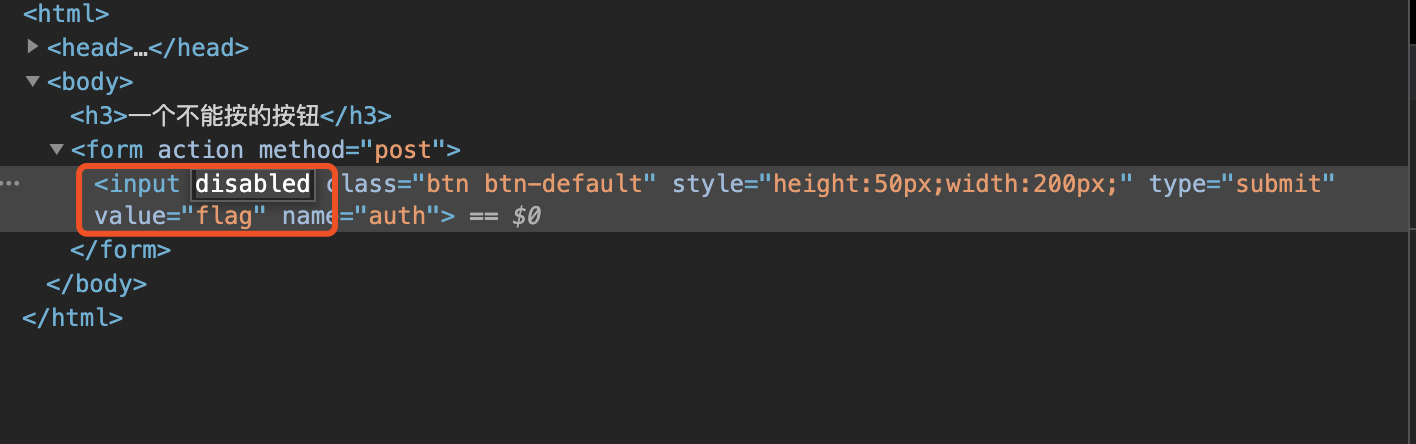 <html>
<head>…</head>
<body>
<h3>一个不能按的按钮</h3>
<form action method="post">
<input disabled class="btn btn-default" style="height:50px;width:200px;" type="submit"
value="flag" name="auth"> == $0
</form>
</body>
</html>